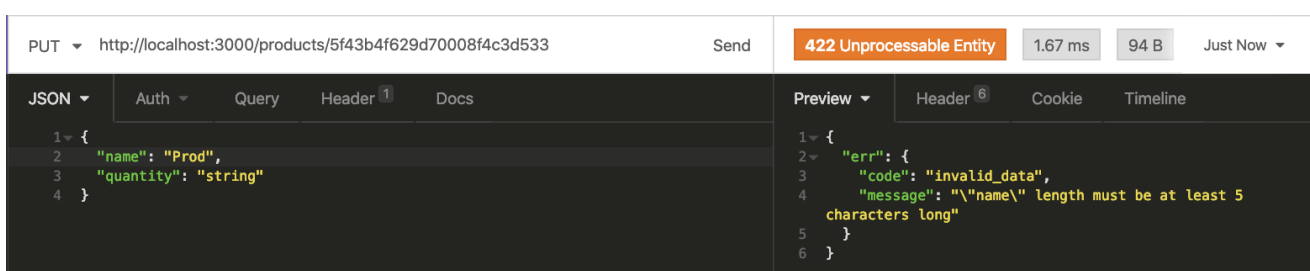 PUT http://localhost:3000/products/5f43b4f629d70008f4c3d533 Send 422 Unprocessable Entity 1.67 ms 94 B Just Now
JSON Auth Query Header 1 Docs
1 {
2 "name": "Prod",
3 "quantity": "string"
4 }
Preview Header 6 Cookie Timeline
1 {
2 "err": {
3 "code": "invalid_data",
4 "message": "\"name\" length must be at least 5
characters long"
5 }
6 }